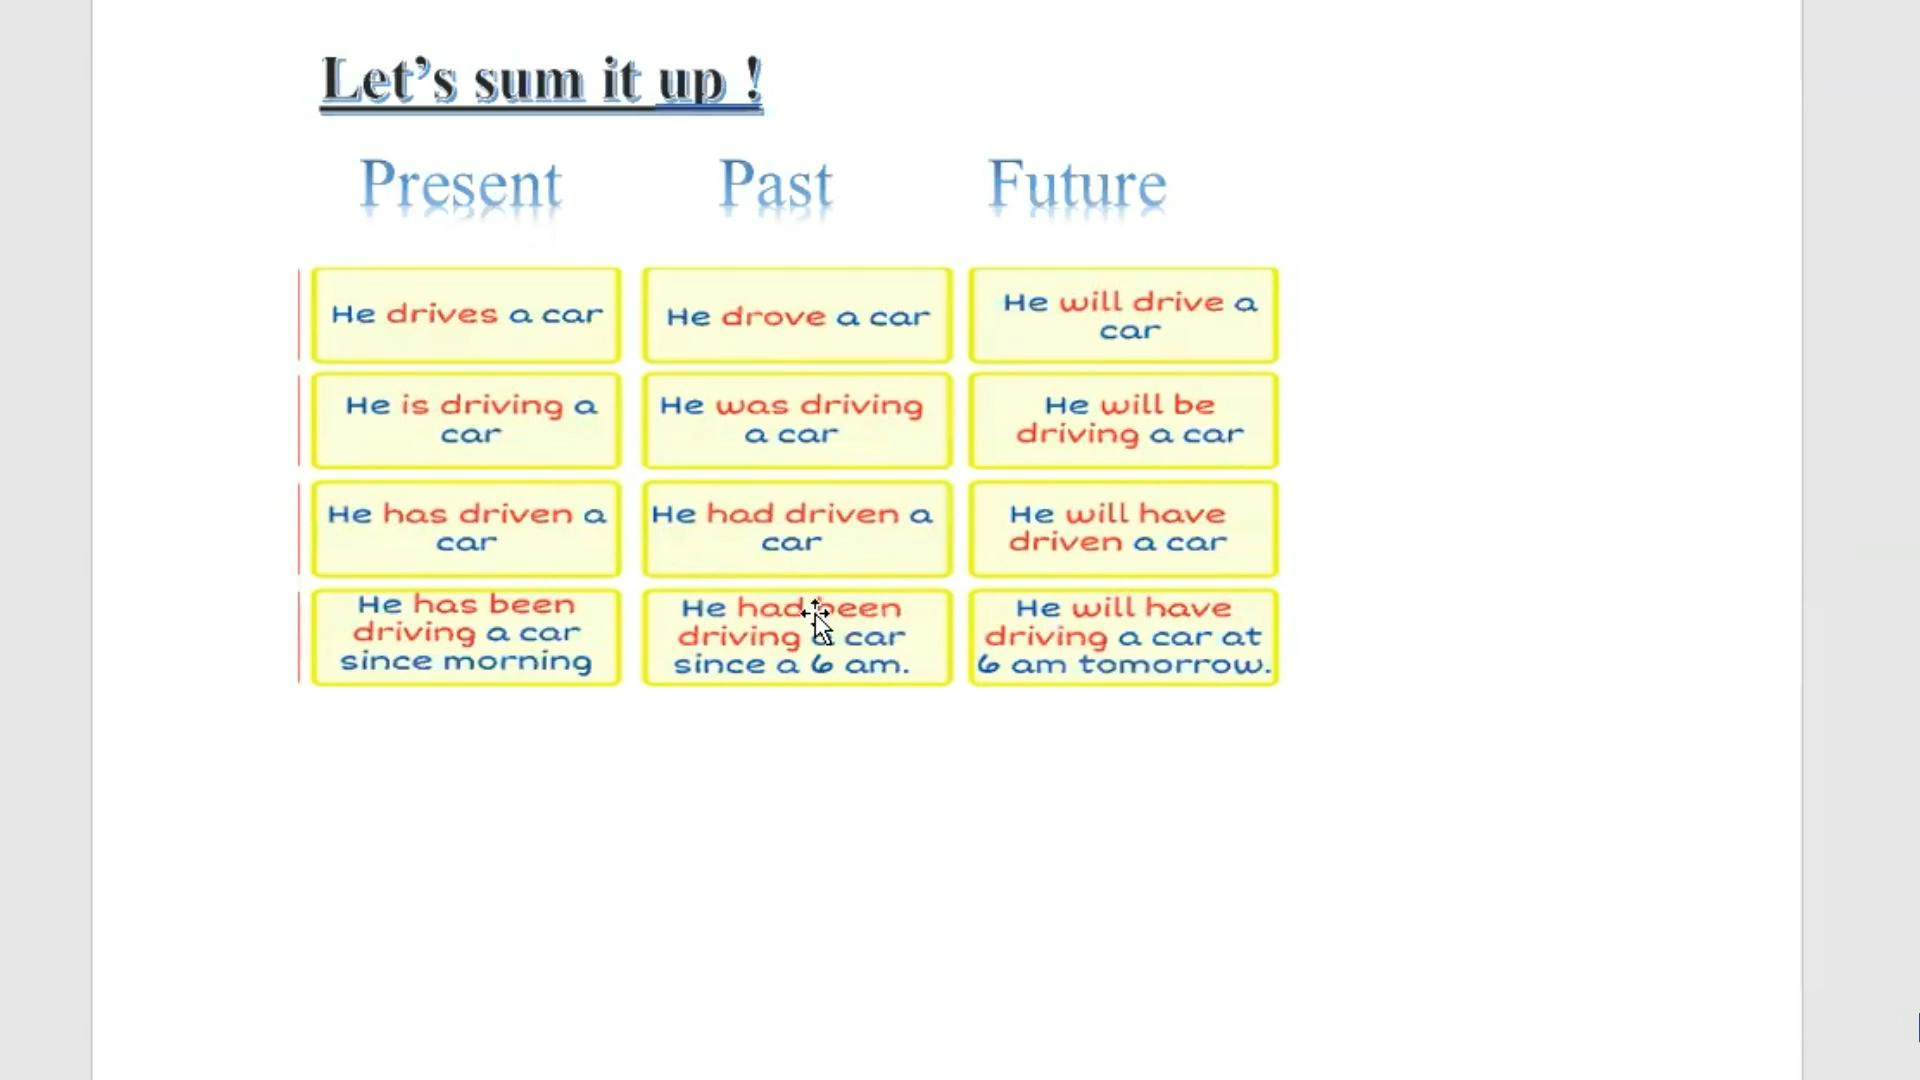 Let's sum it up !
Present Past Future
He drives a car
He drove a car
He will drive a
car
He is driving a
car
He was driving
a car
He will be
driving a car
He has driven a
car
He had driven a
car
He will have
driven a car
He has been
driving a car
since morning
He had been
driving a car
since a 6 am.
He will have
driving a car at
6 am tomorrow.